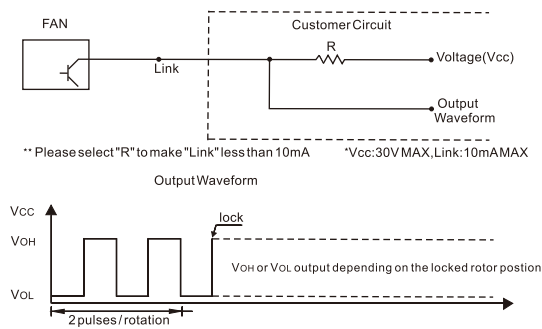 FAN
Customer Circuit
R
Link
Voltage(Vcc)
Output
Waveform
** Please select "R" to make "Link" less than 10mA
*Vcc:30V MAX, Link:10mA MAX
Output Waveform
VCC
lock
VOH
VOH or VOL output depending on the locked rotor postion
VOL
2 pulses / rotation